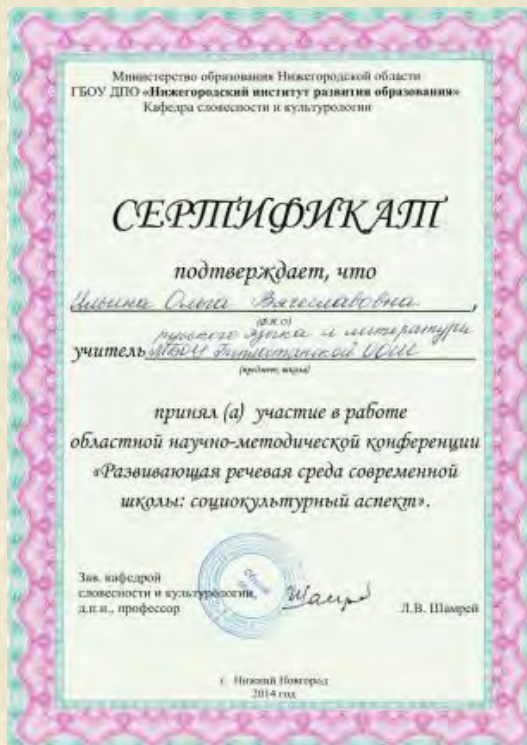 Министерство образования Нижегородской области
ГБОУ ДПО «Нижегородский институт развития образования»
Кафедра словесности и культурологии
СЕРТИФИКАТ
подтверждает, что
Ильина Ольга Вячеславовна,
(Ф.И.О)
русского языка и литературы
учитель МБОУ ООШ
(предмет, школа)
принял (а) участие в работе
областной научно-методической конференции
«Развивающая речевая среда современной
школы: социокультурный аспект».
Зав. кафедрой
словесности и культурологии,
д.п.н., профессор Л.В. Шамрей
г. Нижний Новгород
2014 год